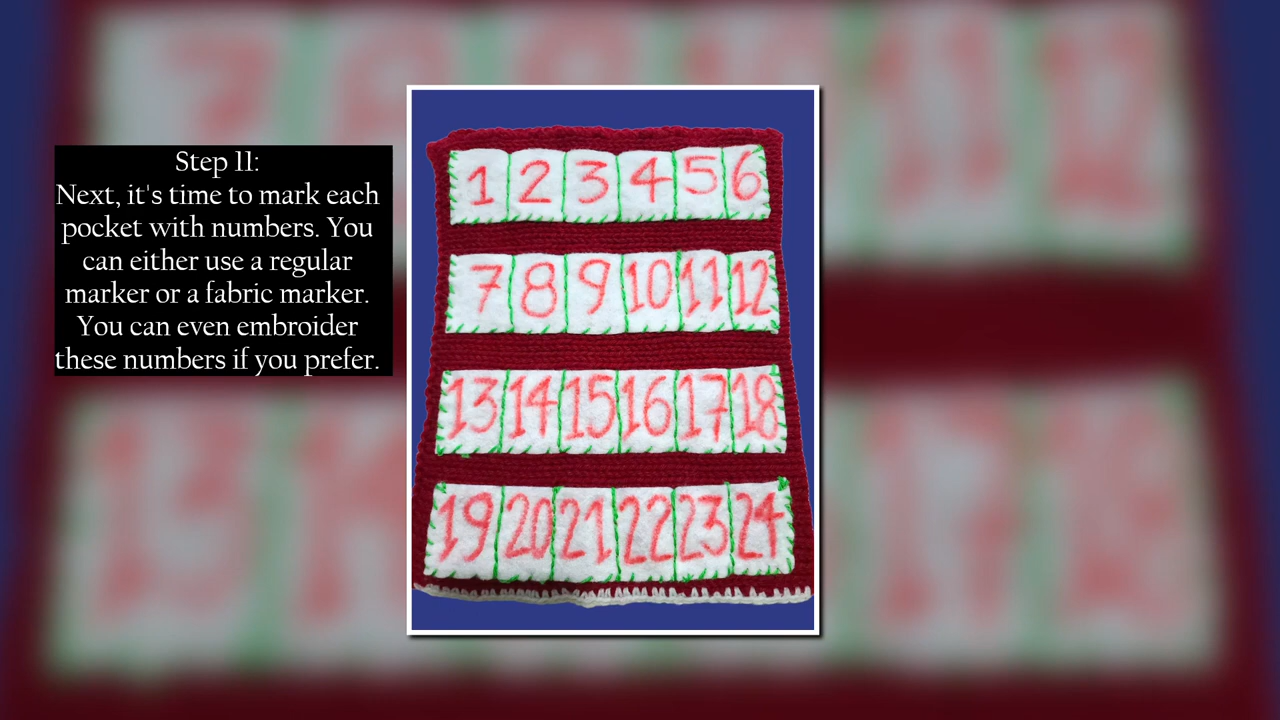 Step 11:
Next, it's time to mark each
pocket with numbers. You
can either use a regular
marker or a fabric marker.
You can even embroider
these numbers if you prefer.
1 2 3 4 5 6
7 8 9 10 11 12
13 14 15 16 17 18
19 20 21 22 23 24